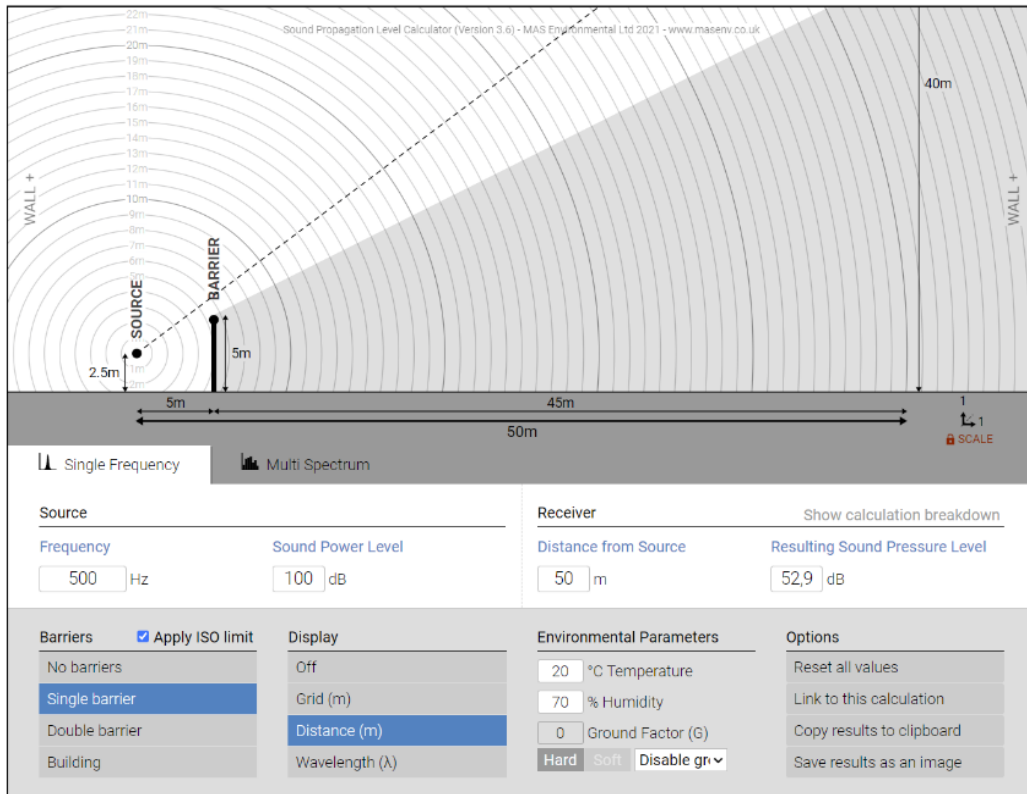 22m
21m
Sound Propagation Level Calculator (Version 3.6) - MAS Environmental Ltd 2021 - www.masenv.co.uk
20m
19m
18m
17m
40m
16m
15m
14m
13m
12m
11m
WALL +
WALL +
10m
9m
8m
7m
6m
5m
BARRIER
SOURCE
5m
2.5m
1m
2m
5m
45m
1
1
50m
SCALE
Single Frequency
Multi Spectrum
Source
Receiver
Show calculation breakdown
Frequency
Sound Power Level
Distance from Source
Resulting Sound Pressure Level
500 Hz
100 dB
50 m
52,9 dB
Barriers
Apply ISO limit
Display
Environmental Parameters
Options
No barriers
Off
20 °C Temperature
Reset all values
Single barrier
Grid (m)
70 % Humidity
Link to this calculation
Double barrier
Distance (m)
0 Ground Factor (G)
Copy results to clipboard
Building
Wavelength (λ)
Hard Soft Disable gr
Save results as an image